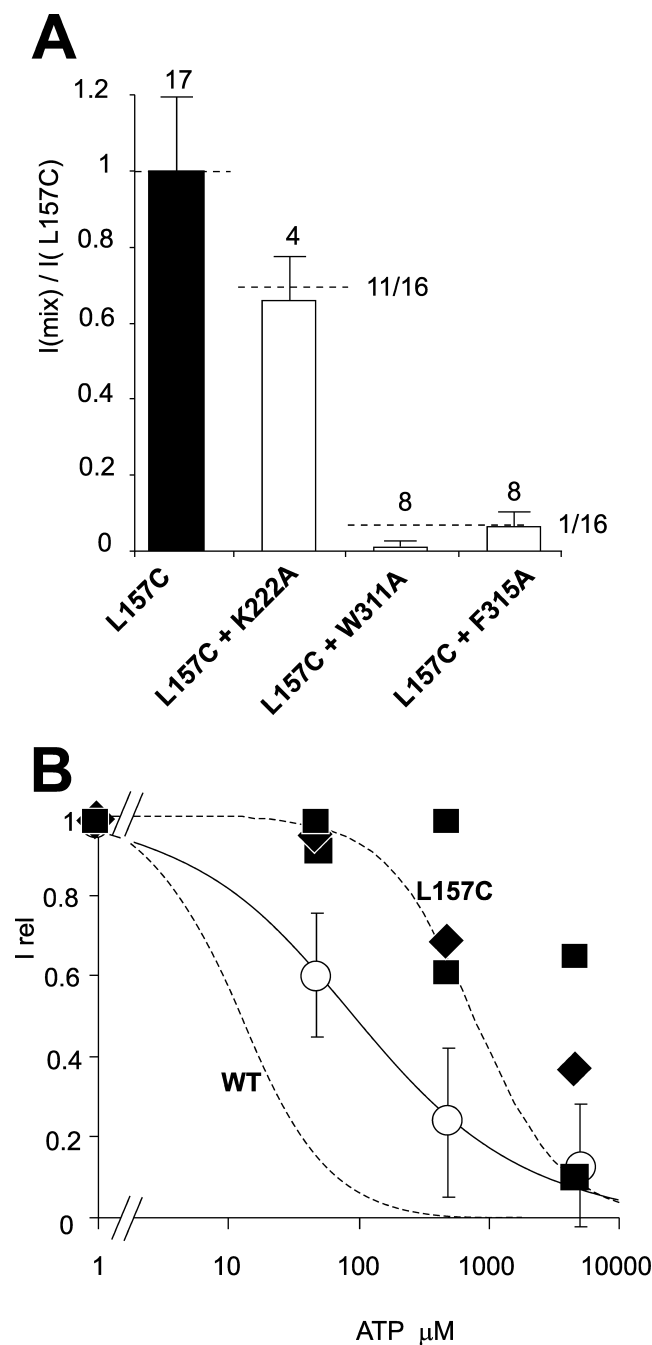 A
I(mix) / I( L157C)
1.2
1
0.8
0.6
0.4
0.2
0
17
4
11/16
8
8
1/16
L157C
L157C + K222A
L157C + W311A
L157C + F315A
B
I rel
1
0.8
0.6
0.4
0.2
0
L157C
WT
1
10
100
1000
10000
ATP μM